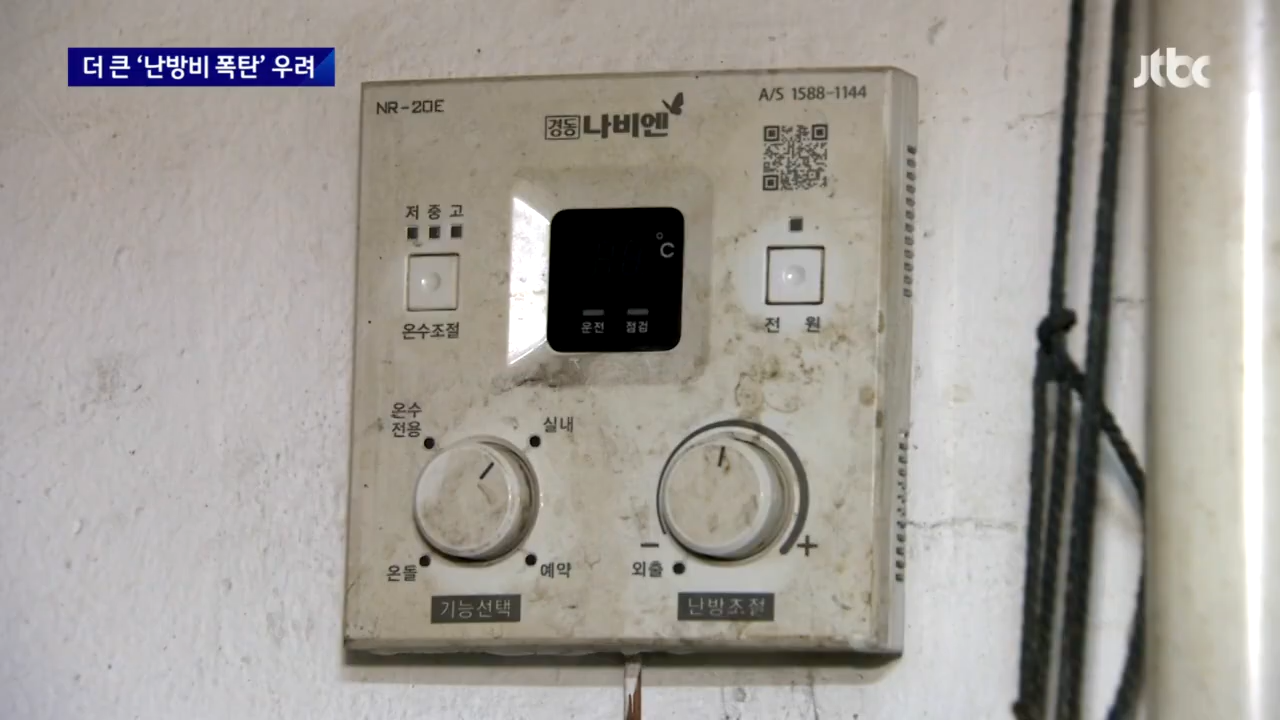 더 큰 '난방비 폭탄' 우려
jtbc
NR-20E
A/S 1588-1144
경동 나비엔
저 중 고
℃
운전 점검
온수조절
전 원
온수
전용
실내
온돌
예약
− +
외출
기능선택
난방조절